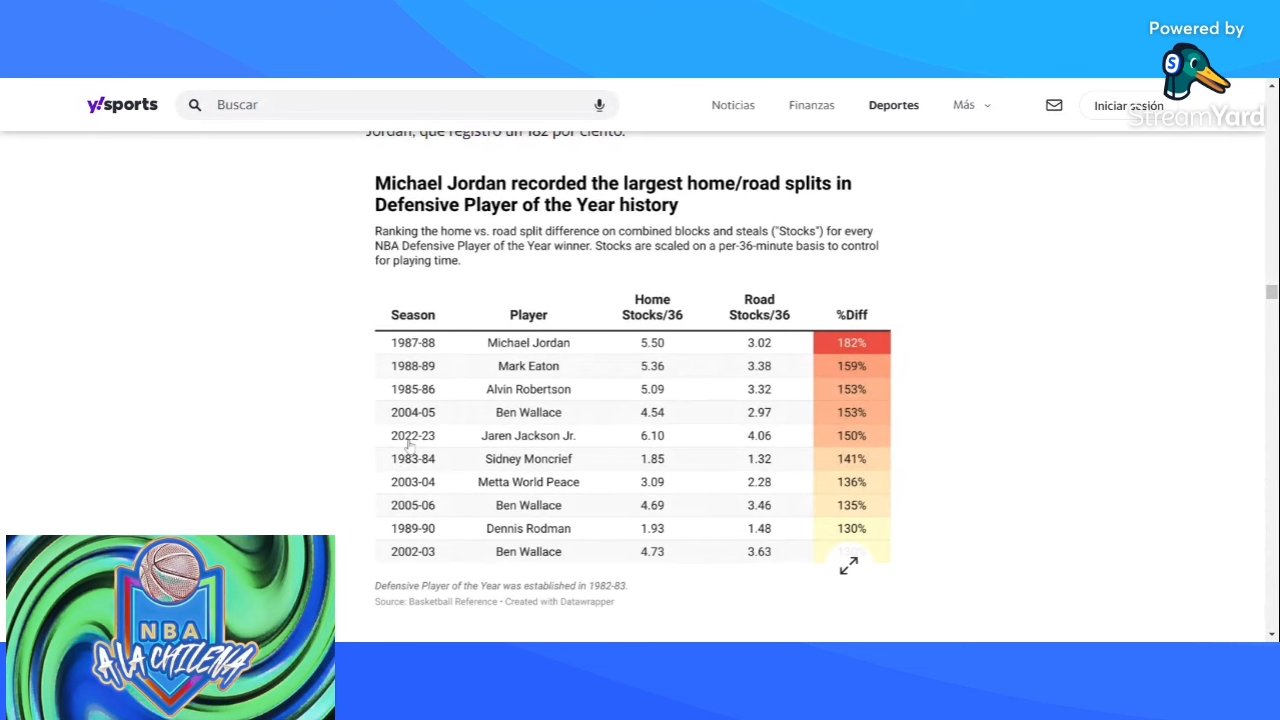 Powered by
StreamYard
y!sports
Buscar
Noticias
Finanzas
Deportes
Más
Iniciar sesión
Jordan, que registró un 182 por ciento.
Michael Jordan recorded the largest home/road splits in
Defensive Player of the Year history
Ranking the home vs. road split difference on combined blocks and steals ("Stocks") for every
NBA Defensive Player of the Year winner. Stocks are scaled on a per-36-minute basis to control
for playing time.
Season Player Home Stocks/36 Road Stocks/36 %Diff
1987-88 Michael Jordan 5.50 3.02 182%
1988-89 Mark Eaton 5.36 3.38 159%
1985-86 Alvin Robertson 5.09 3.32 153%
2004-05 Ben Wallace 4.54 2.97 153%
2022-23 Jaren Jackson Jr. 6.10 4.06 150%
1983-84 Sidney Moncrief 1.85 1.32 141%
2003-04 Metta World Peace 3.09 2.28 136%
2005-06 Ben Wallace 4.69 3.46 135%
1989-90 Dennis Rodman 1.93 1.48 130%
2002-03 Ben Wallace 4.73 3.63 130%
Defensive Player of the Year was established in 1982-83.
Source: Basketball Reference • Created with Datawrapper
NBA
A LA CHILENA